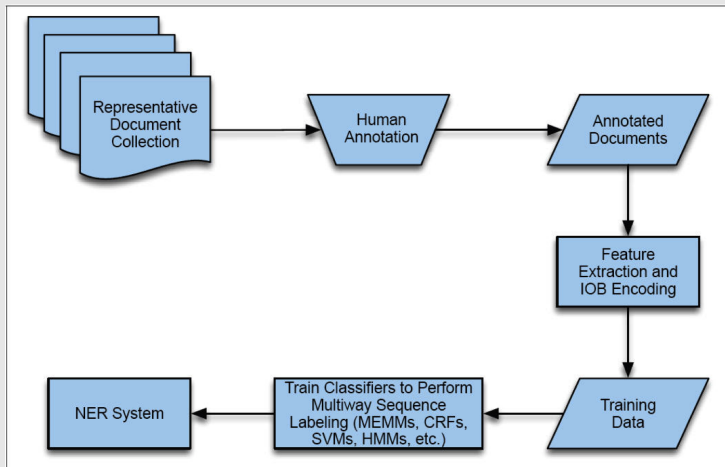 Representative
Document
Collection
Human
Annotation
Annotated
Documents
Feature
Extraction and
IOB Encoding
Training
Data
Train Classifiers to Perform
Multiway Sequence
Labeling (MEMMs, CRFs,
SVMs, HMMs, etc.)
NER System